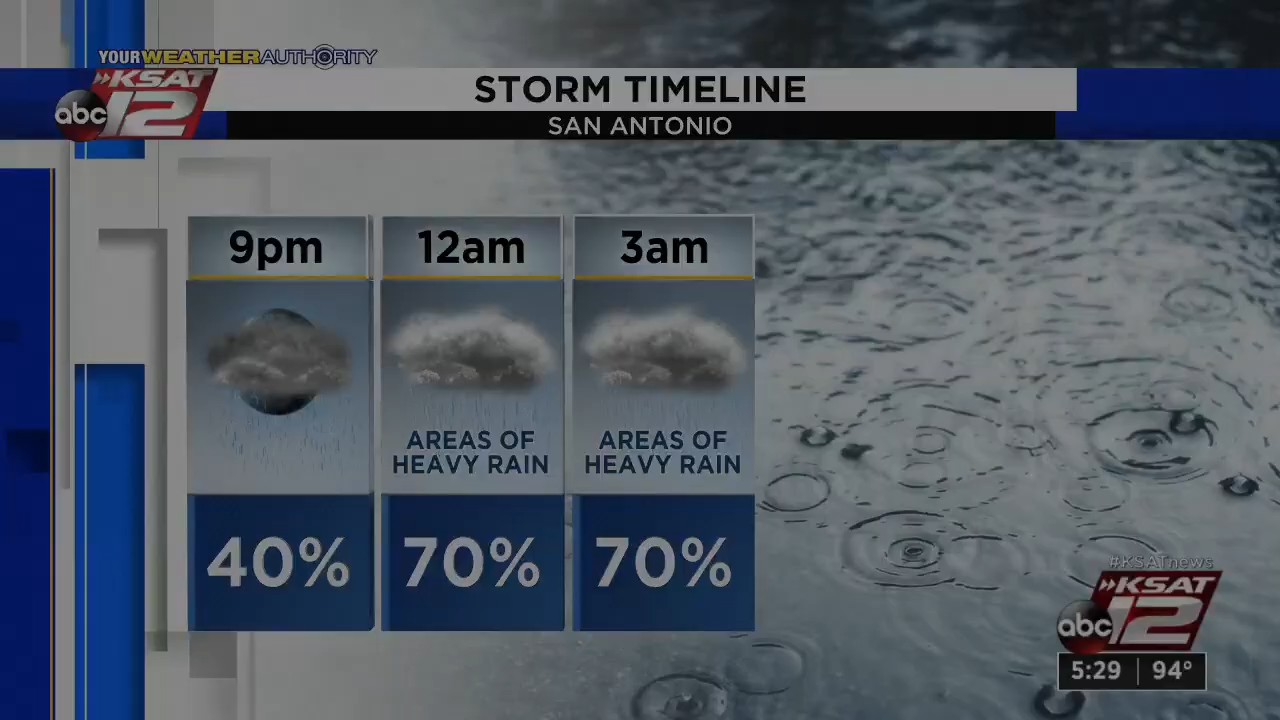 YOURWEATHERAUTHORITY
KSAT
abc 12
STORM TIMELINE
SAN ANTONIO
9pm 12am 3am
AREAS OF AREAS OF
HEAVY RAIN HEAVY RAIN
40% 70% 70%
#KSATnews
KSAT
abc 12
5:29 94°